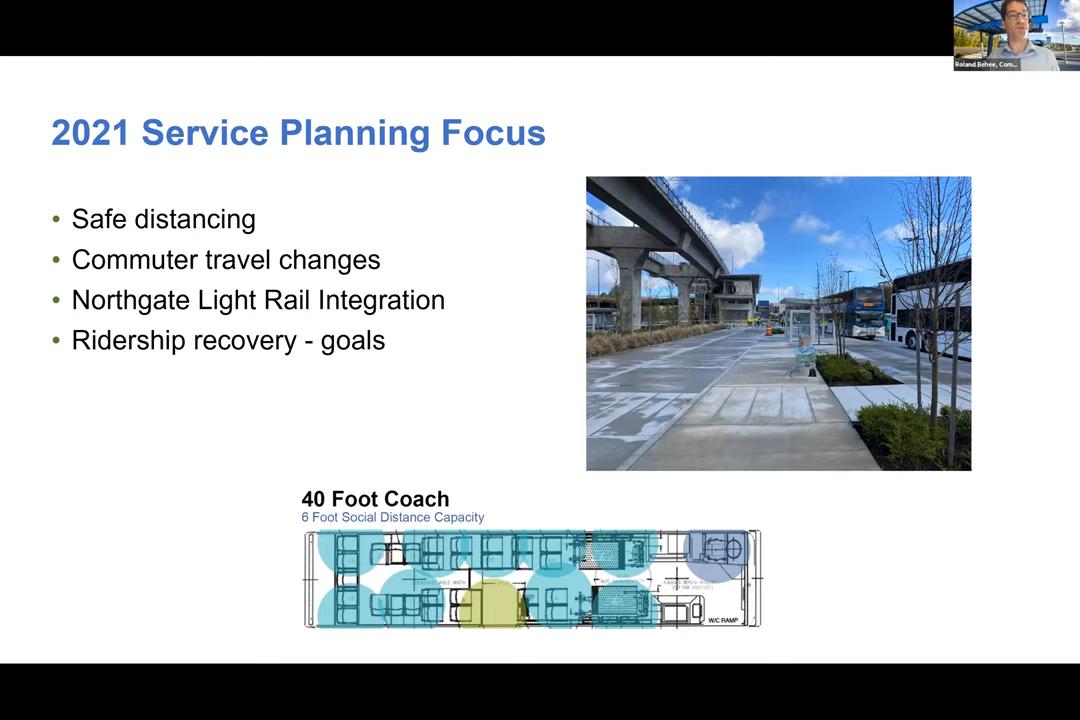 Roland Behee, Com...
2021 Service Planning Focus
• Safe distancing
• Commuter travel changes
• Northgate Light Rail Integration
• Ridership recovery - goals
40 Foot Coach
6 Foot Social Distance Capacity
W/C RAMP